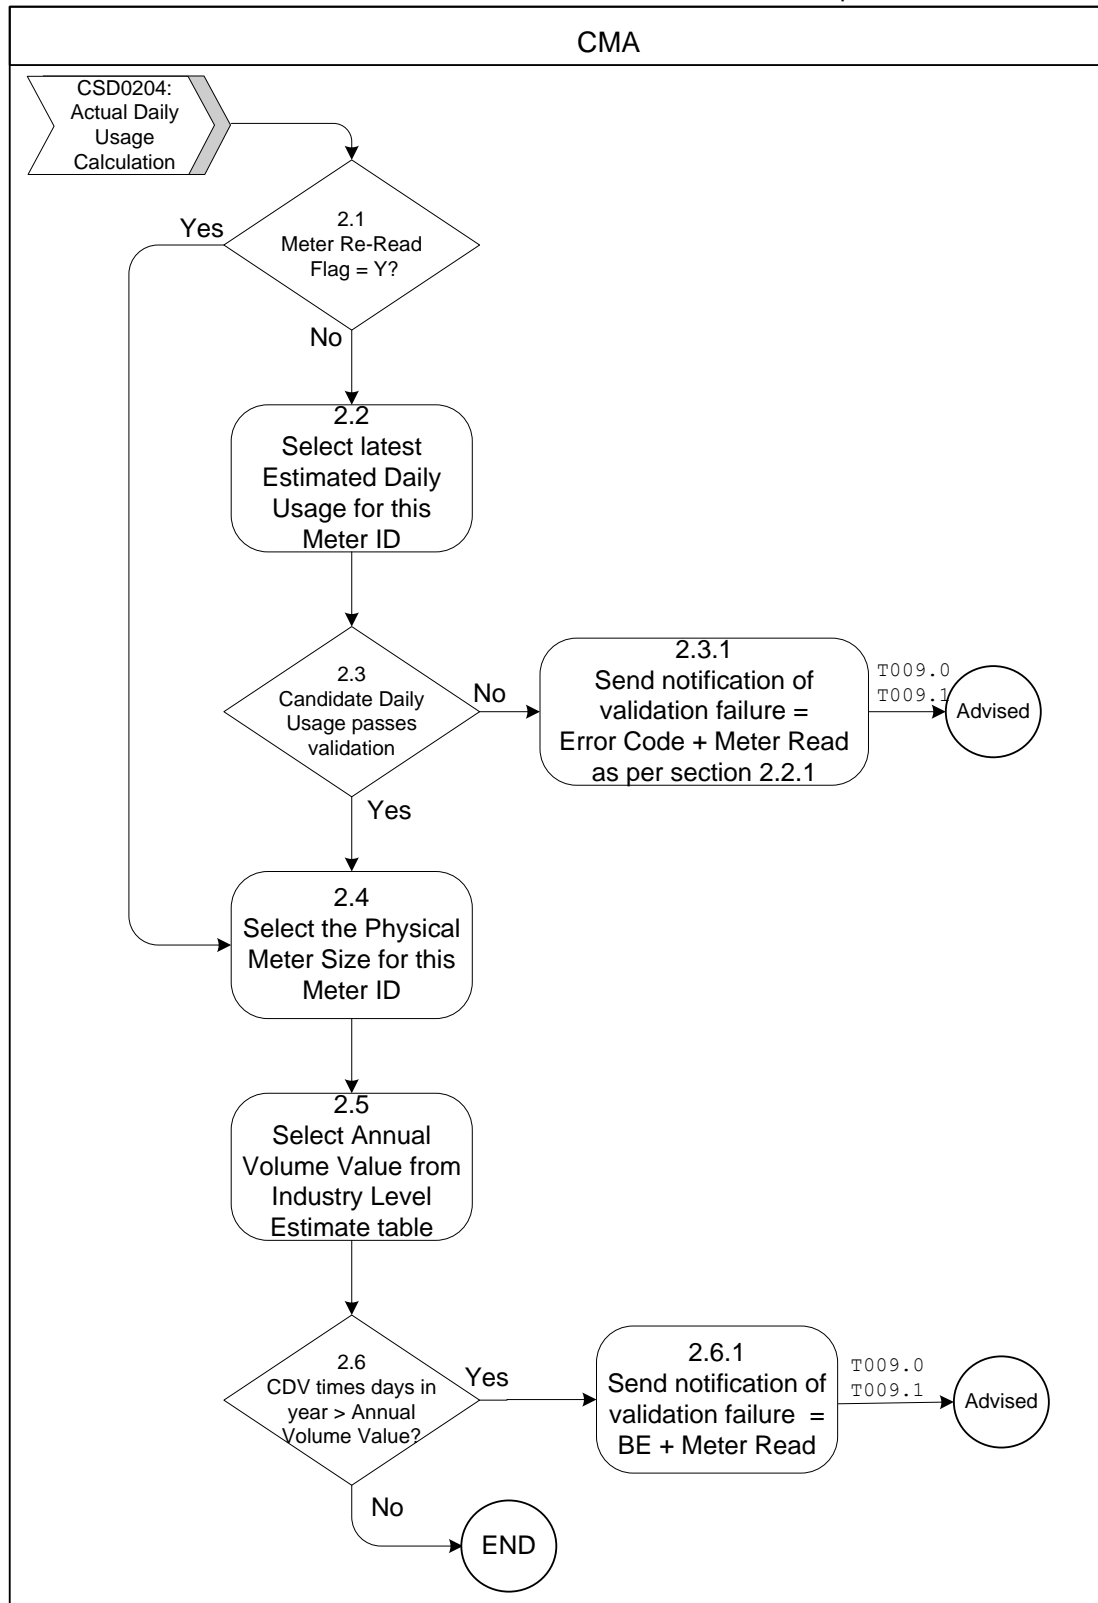 CMA
CSD0204:
Actual Daily
Usage
Calculation
2.1
Meter Re-Read
Flag = Y?
Yes
No
2.2
Select latest
Estimated Daily
Usage for this
Meter ID
2.3
Candidate Daily
Usage passes
validation
No
Yes
2.3.1
Send notification of
validation failure =
Error Code + Meter Read
as per section 2.2.1
T009.0
T009.1
Advised
2.4
Select the Physical
Meter Size for this
Meter ID
2.5
Select Annual
Volume Value from
Industry Level
Estimate table
2.6
CDV times days in
year > Annual
Volume Value?
Yes
No
2.6.1
Send notification of
validation failure =
BE + Meter Read
T009.0
T009.1
Advised
END